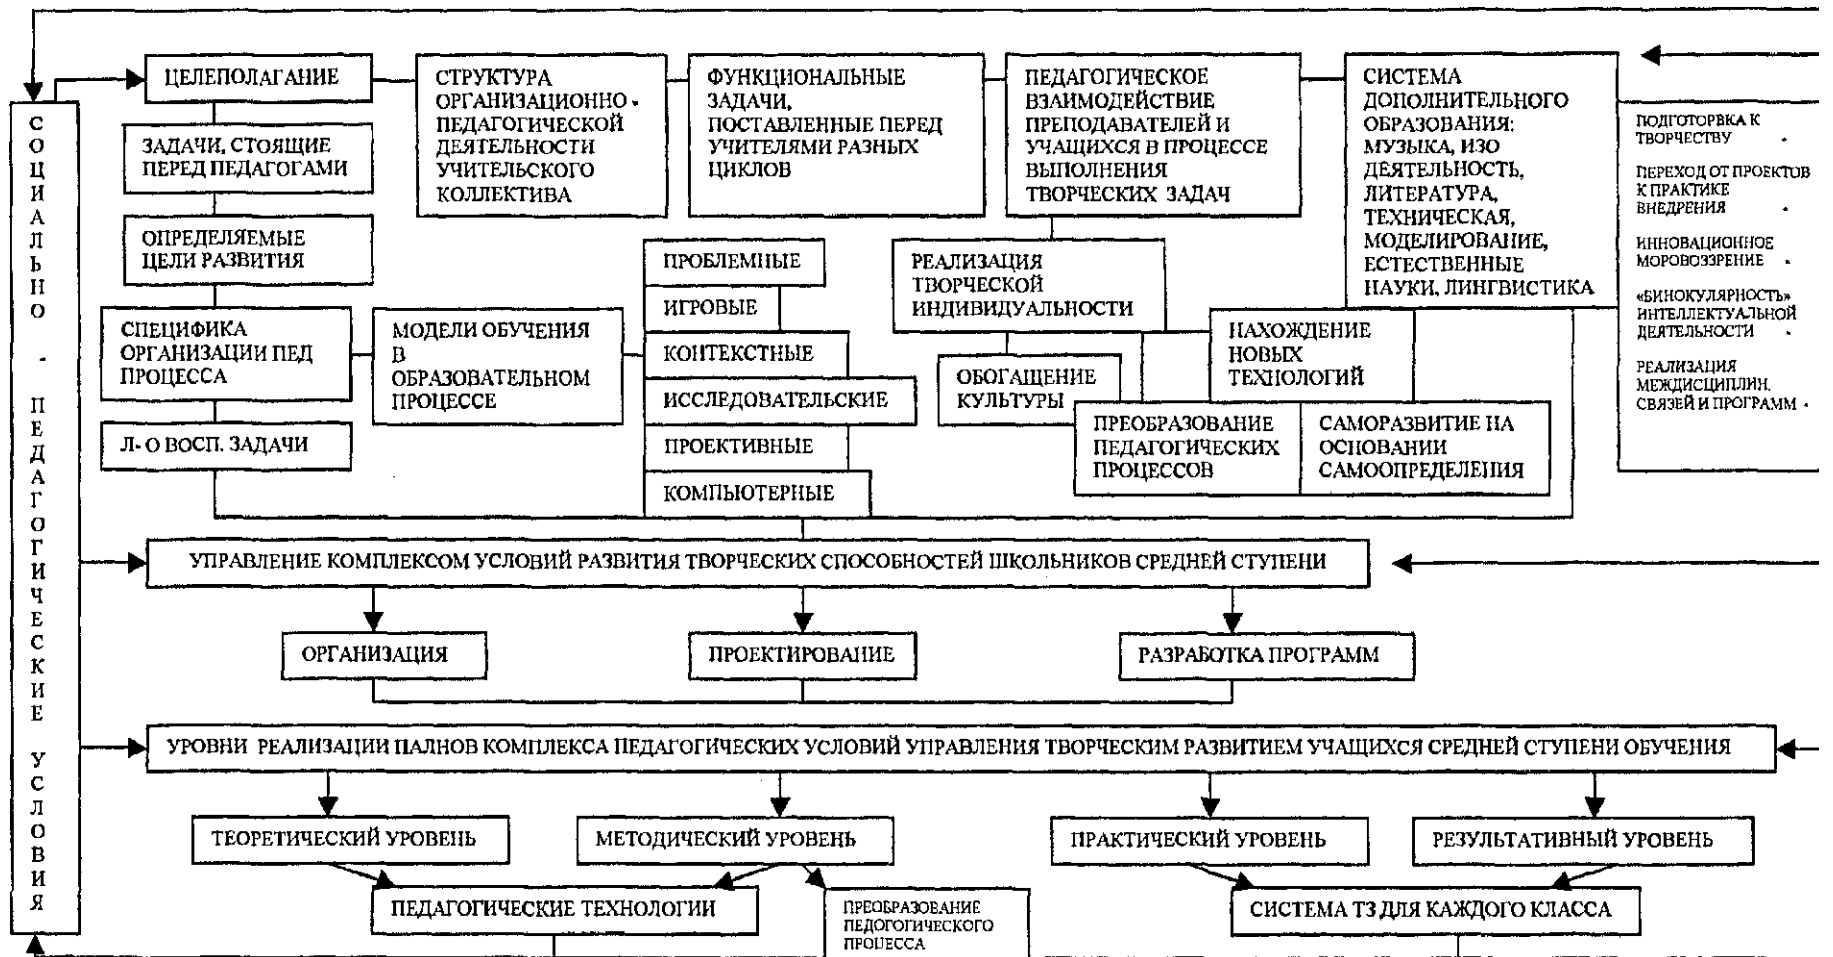 СОЦИАЛЬНО - ПЕДАГОГИЧЕСКИЕ УСЛОВИЯ
ЦЕЛЕПОЛАГАНИЕ
ЗАДАЧИ, СТОЯЩИЕ
ПЕРЕД ПЕДАГОГАМИ
ОПРЕДЕЛЯЕМЫЕ
ЦЕЛИ РАЗВИТИЯ
СПЕЦИФИКА
ОРГАНИЗАЦИИ ПЕД
ПРОЦЕССА
Л- О ВОСП. ЗАДАЧИ
СТРУКТУРА
ОРГАНИЗАЦИОННО -
ПЕДАГОГИЧЕСКОЙ
ДЕЯТЕЛЬНОСТИ
УЧИТЕЛЬСКОГО
КОЛЛЕКТИВА
МОДЕЛИ ОБУЧЕНИЯ
В
ОБРАЗОВАТЕЛЬНОМ
ПРОЦЕССЕ
ФУНКЦИОНАЛЬНЫЕ
ЗАДАЧИ,
ПОСТАВЛЕННЫЕ ПЕРЕД
УЧИТЕЛЯМИ РАЗНЫХ
ЦИКЛОВ
ПРОБЛЕМНЫЕ
ИГРОВЫЕ
КОНТЕКСТНЫЕ
ИССЛЕДОВАТЕЛЬСКИЕ
ПРОЕКТИВНЫЕ
КОМПЬЮТЕРНЫЕ
ПЕДАГОГИЧЕСКОЕ
ВЗАИМОДЕЙСТВИЕ
ПРЕПОДАВАТЕЛЕЙ И
УЧАЩИХСЯ В ПРОЦЕССЕ
ВЫПОЛНЕНИЯ
ТВОРЧЕСКИХ ЗАДАЧ
РЕАЛИЗАЦИЯ
ТВОРЧЕСКОЙ
ИНДИВИДУАЛЬНОСТИ
ОБОГАЩЕНИЕ
КУЛЬТУРЫ
НАХОЖДЕНИЕ
НОВЫХ
ТЕХНОЛОГИЙ
ПРЕОБРАЗОВАНИЕ
ПЕДАГОГИЧЕСКИХ
ПРОЦЕССОВ
САМОРАЗВИТИЕ НА
ОСНОВАНИИ
САМООПРЕДЕЛЕНИЯ
СИСТЕМА
ДОПОЛНИТЕЛЬНОГО
ОБРАЗОВАНИЯ:
МУЗЫКА, ИЗО
ДЕЯТЕЛЬНОСТЬ,
ЛИТЕРАТУРА,
ТЕХНИЧЕСКАЯ,
МОДЕЛИРОВАНИЕ,
ЕСТЕСТВЕННЫЕ
НАУКИ, ЛИНГВИСТИКА
ПОДГОТОРВКА К
ТВОРЧЕСТВУ
ПЕРЕХОД ОТ ПРОЕКТОВ
К ПРАКТИКЕ
ВНЕДРЕНИЯ
ИННОВАЦИОННОЕ
МОРОВОЗЗРЕНИЕ
«БИНОКУЛЯРНОСТЬ»
ИНТЕЛЛЕКТУАЛЬНОЙ
ДЕЯТЕЛЬНОСТИ
РЕАЛИЗАЦИЯ
МЕЖДИСЦИПЛИН.
СВЯЗЕЙ И ПРОГРАММ
УПРАВЛЕНИЕ КОМПЛЕКСОМ УСЛОВИЙ РАЗВИТИЯ ТВОРЧЕСКИХ СПОСОБНОСТЕЙ ШКОЛЬНИКОВ СРЕДНЕЙ СТУПЕНИ
ОРГАНИЗАЦИЯ
ПРОЕКТИРОВАНИЕ
РАЗРАБОТКА ПРОГРАММ
УРОВНИ РЕАЛИЗАЦИИ ПАЛНОВ КОМПЛЕКСА ПЕДАГОГИЧЕСКИХ УСЛОВИЙ УПРАВЛЕНИЯ ТВОРЧЕСКИМ РАЗВИТИЕМ УЧАЩИХСЯ СРЕДНЕЙ СТУПЕНИ ОБУЧЕНИЯ
ТЕОРЕТИЧЕСКИЙ УРОВЕНЬ
МЕТОДИЧЕСКИЙ УРОВЕНЬ
ПРАКТИЧЕСКИЙ УРОВЕНЬ
РЕЗУЛЬТАТИВНЫЙ УРОВЕНЬ
ПЕДАГОГИЧЕСКИЕ ТЕХНОЛОГИИ
ПРЕОБРАЗОВАНИЕ
ПЕДОГОГИЧЕСКОГО
ПРОЦЕССА
СИСТЕМА ТЗ ДЛЯ КАЖДОГО КЛАССА